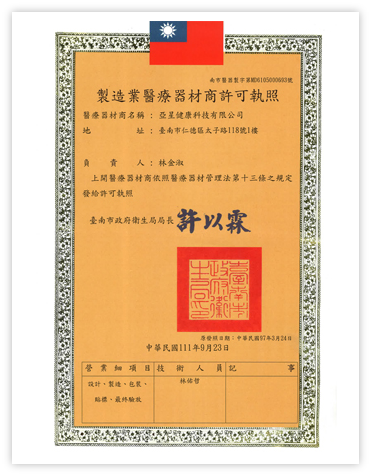 南市醫器製字第MD6105000693號
製造業醫療器材商許可執照
醫療器材商名稱：亞星健康科技有限公司
地址：臺南市仁德區太子路118號1樓
負責人：林金淑
上開醫療器材商依照醫療器材管理法第十三條之規定
發給許可執照
臺南市政府衛生局局長 許以霖
臺南市
政府衛
生局印
原發照日期：中華民國97年3月24日
中華民國111年9月23日
營業細項目 技術人員 記事
設計、製造、包裝、 林佑哲
貼標、最終驗放